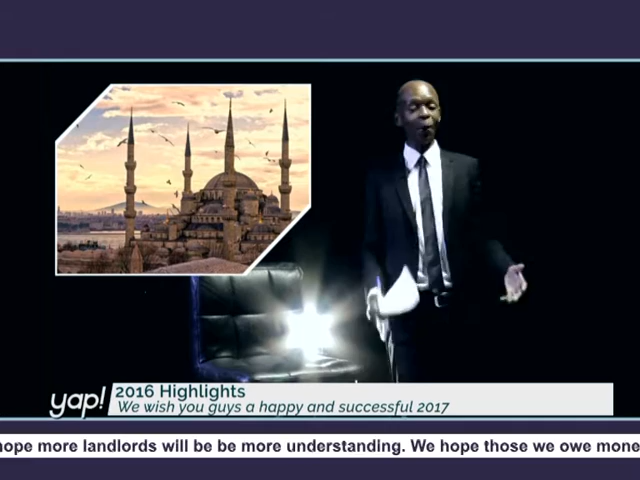 yap!
2016 Highlights
We wish you guys a happy and successful 2017
hope more landlords will be be more understanding. We hope those we owe mone